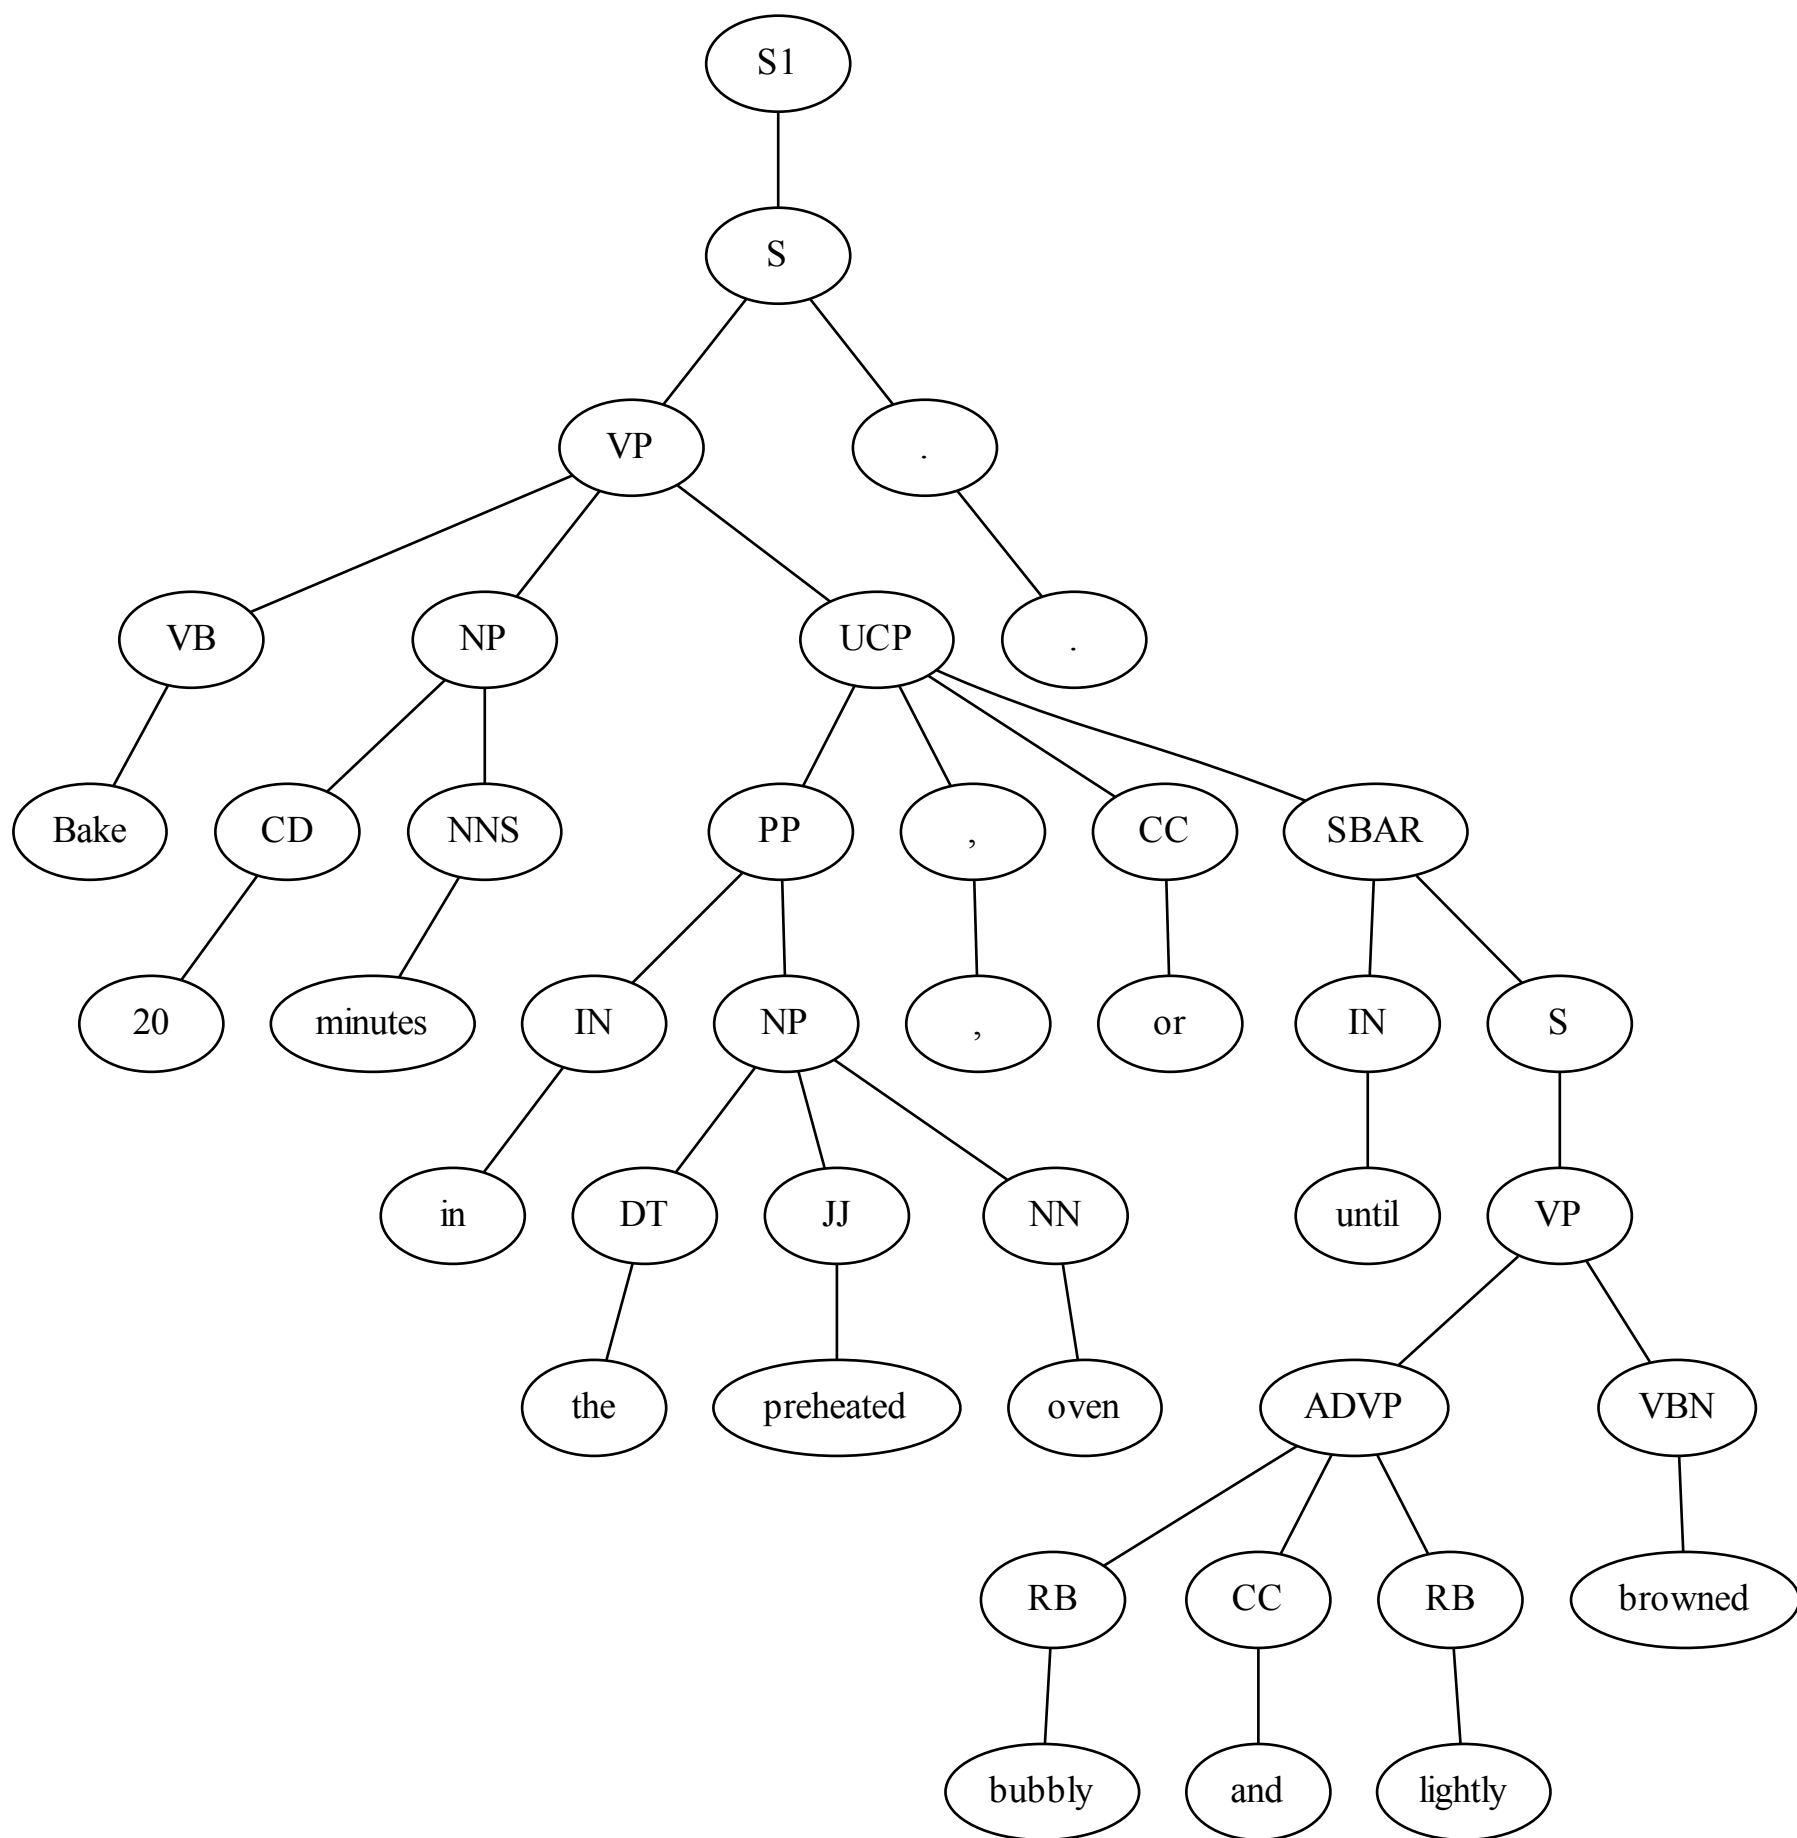 S1
S
VP .
VB NP UCP .
Bake CD NNS PP , CC SBAR
20 minutes IN NP , or IN S
in DT JJ NN until VP
the preheated oven ADVP VBN
RB CC RB browned
bubbly and lightly